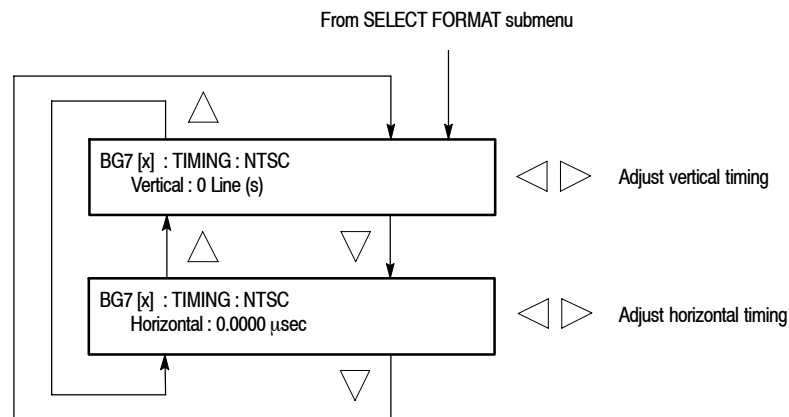 From SELECT FORMAT submenu
BG7 [x] : TIMING : NTSC
Vertical : 0 Line (s)
Adjust vertical timing
BG7 [x] : TIMING : NTSC
Horizontal : 0.0000 µsec
Adjust horizontal timing